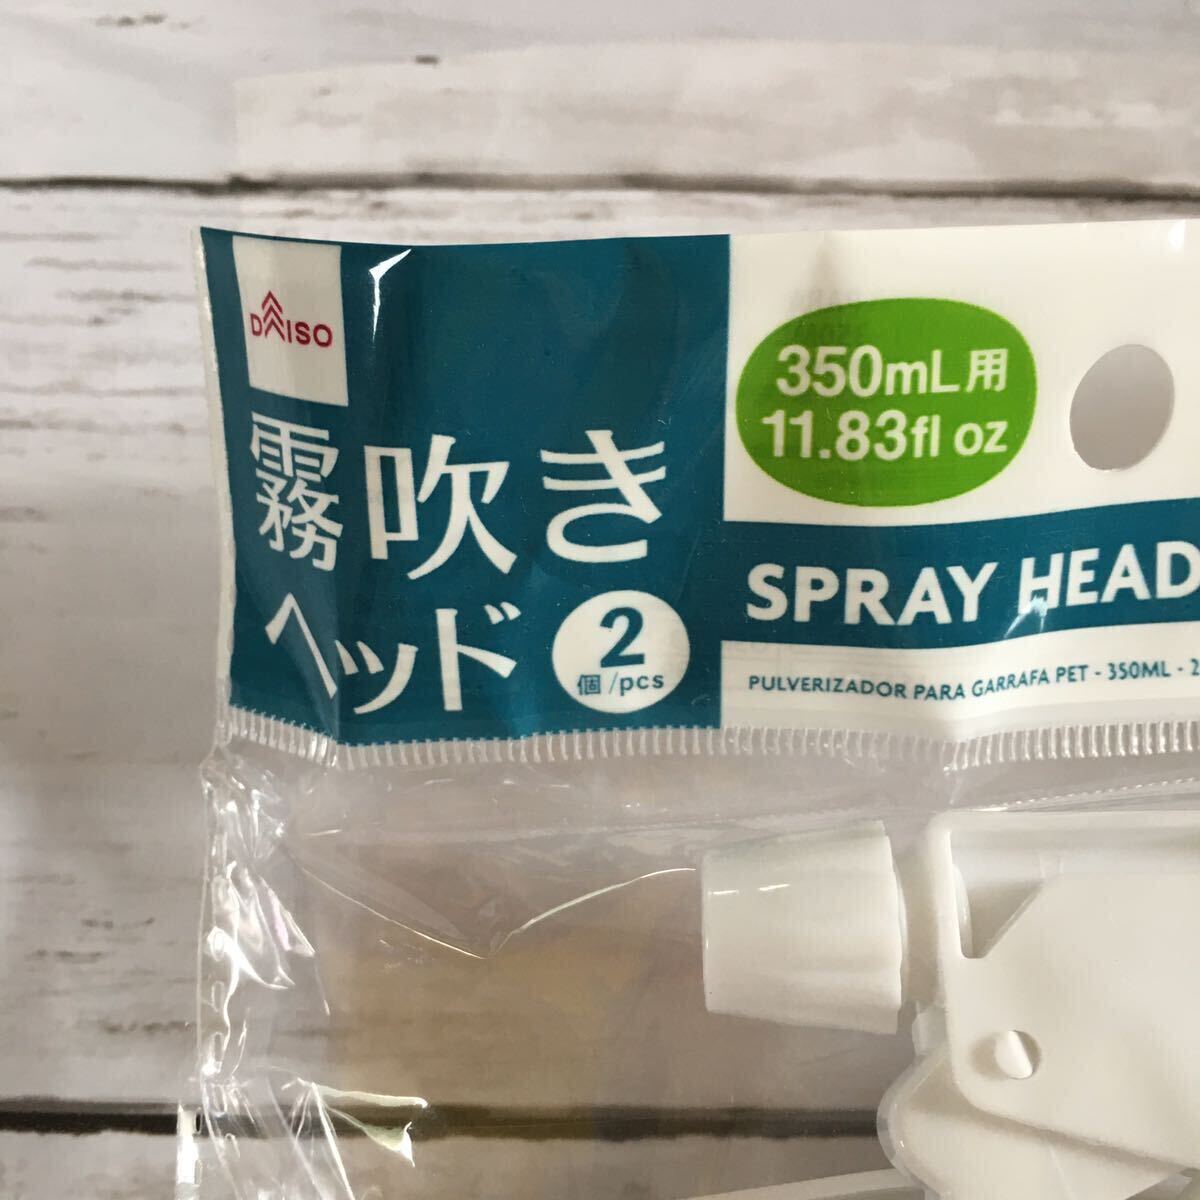 DAISO
霧吹き
ヘッド
2
個/pcs
350mL用
11.83fl oz
SPRAY HEAD
PULVERIZADOR PARA GARRAFA PET - 350ML - 2